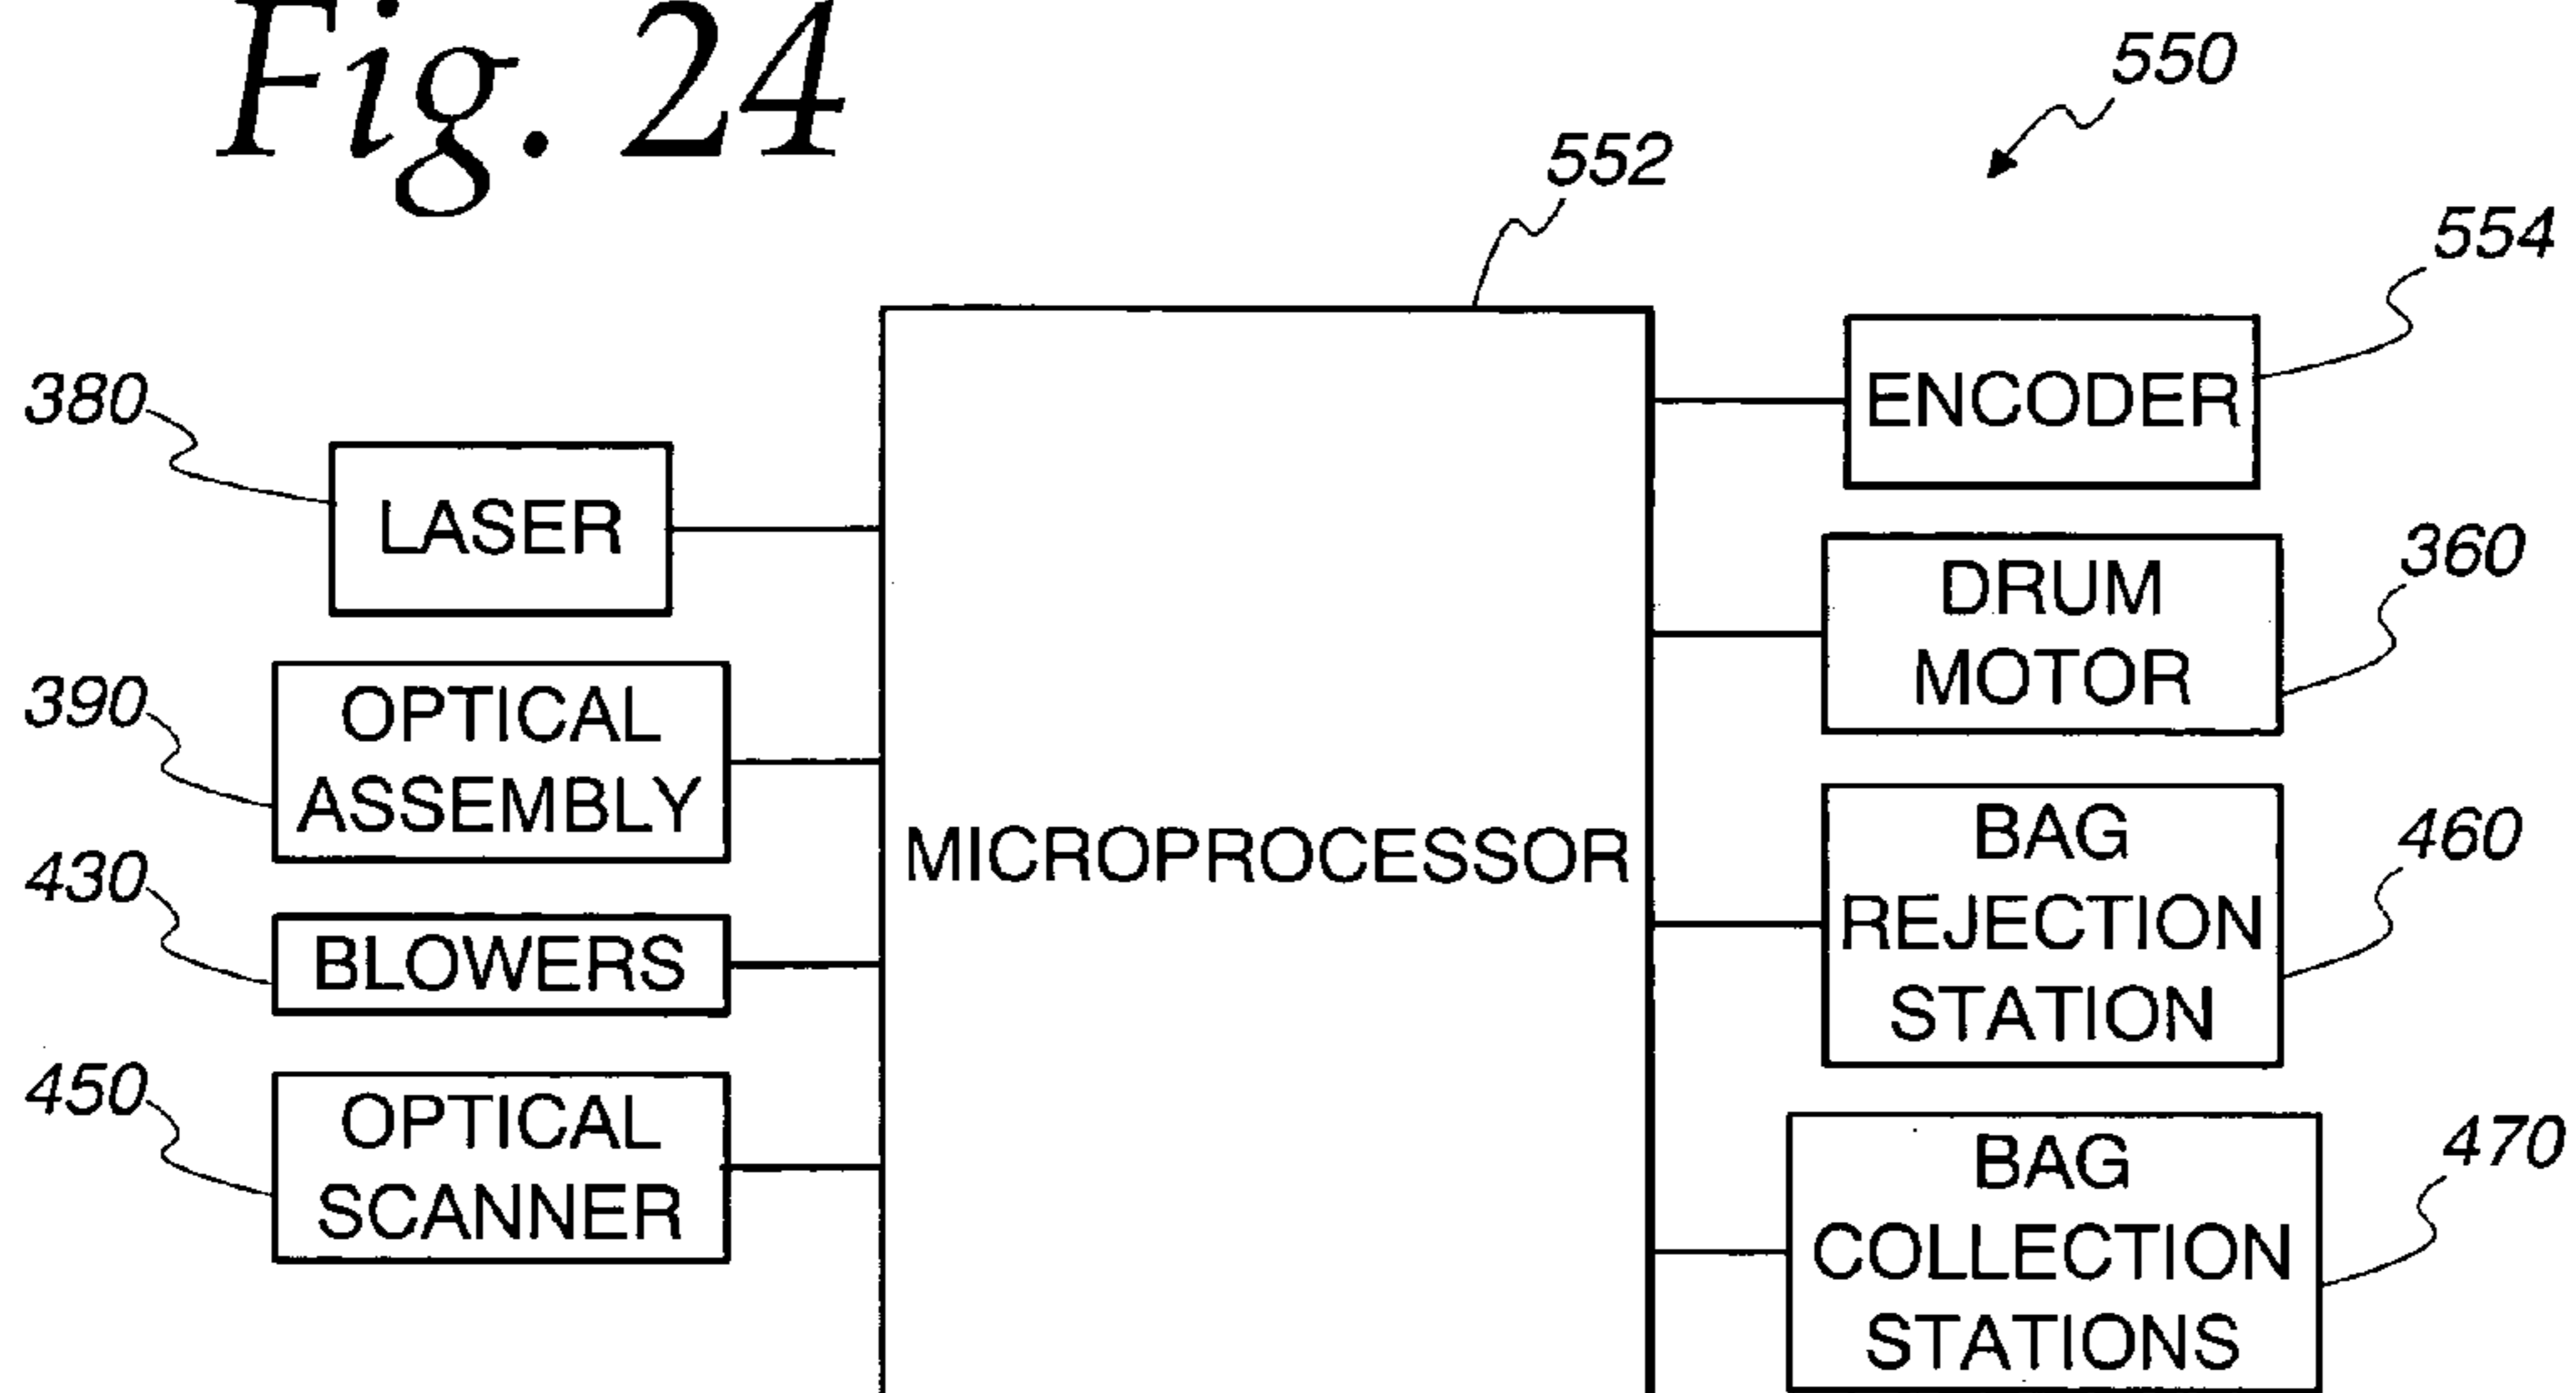 Fig. 24
550
552
554
380
LASER
ENCODER
360
DRUM
MOTOR
390
OPTICAL
ASSEMBLY
MICROPROCESSOR
430
BLOWERS
460
BAG
REJECTION
STATION
450
OPTICAL
SCANNER
470
BAG
COLLECTION
STATIONS